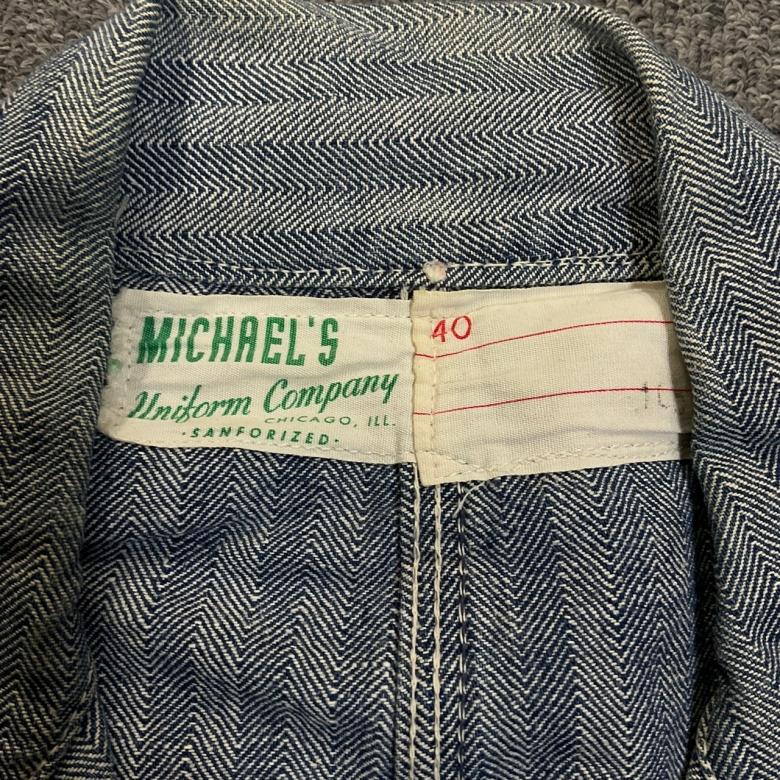 MICHAEL'S
Uniform Company
CHICAGO, ILL.
·SANFORIZED·
40